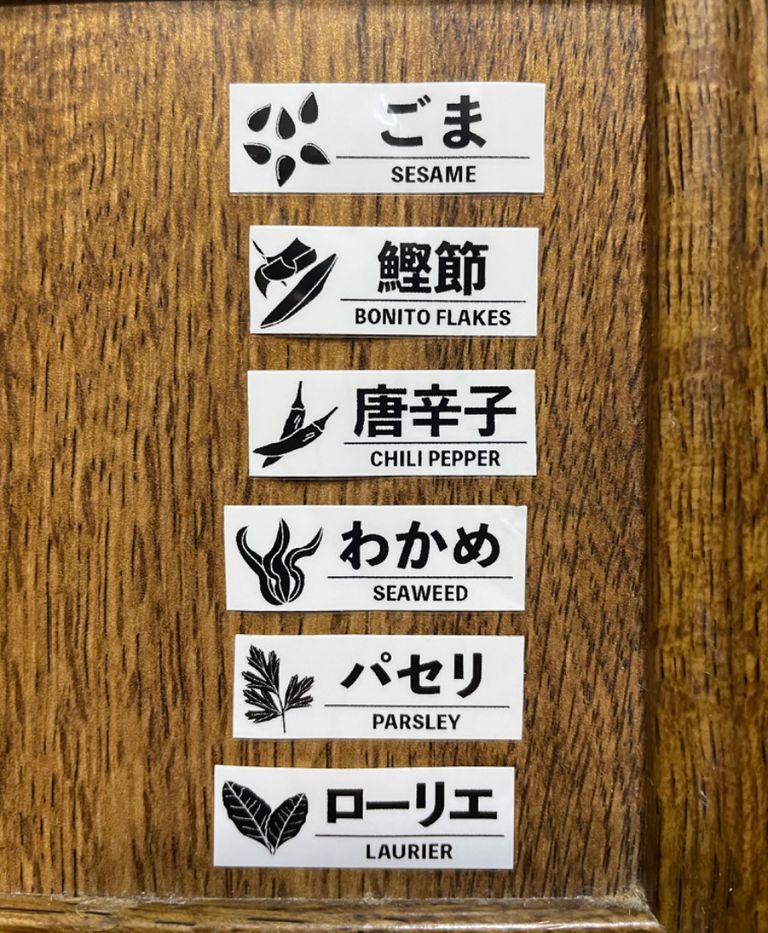 ごま
SESAME
鰹節
BONITO FLAKES
唐辛子
CHILI PEPPER
わかめ
SEAWEED
パセリ
PARSLEY
ローリエ
LAURIER